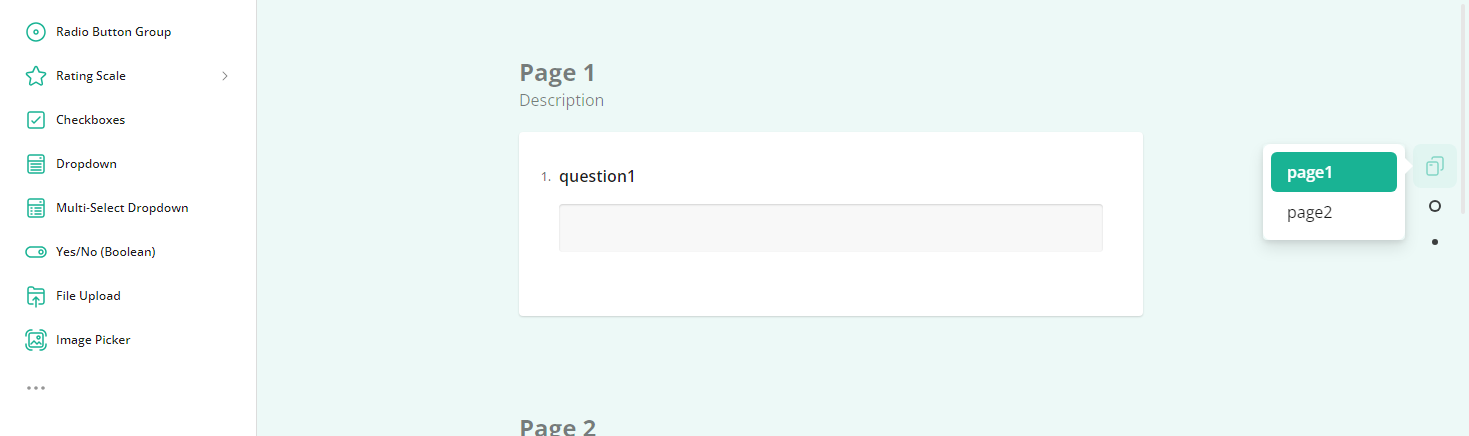 Radio Button Group
Rating Scale
Checkboxes
Dropdown
Multi-Select Dropdown
Yes/No (Boolean)
File Upload
Image Picker
Page 1
Description
1. question1
Page 2
page1
page2